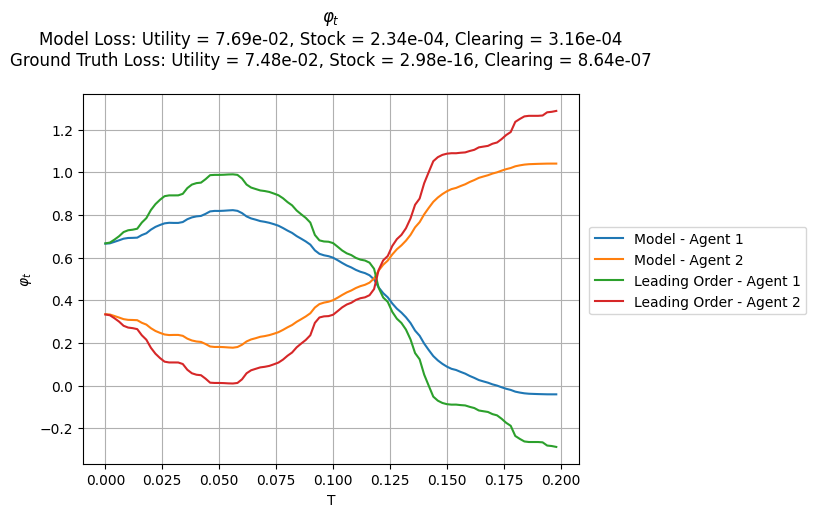 φt
Model Loss: Utility = 7.69e-02, Stock = 2.34e-04, Clearing = 3.16e-04
Ground Truth Loss: Utility = 7.48e-02, Stock = 2.98e-16, Clearing = 8.64e-07
φt
1.2
1.0
0.8
0.6
0.4
0.2
0.0
−0.2
0.000 0.025 0.050 0.075 0.100 0.125 0.150 0.175 0.200
T
Model - Agent 1
Model - Agent 2
Leading Order - Agent 1
Leading Order - Agent 2